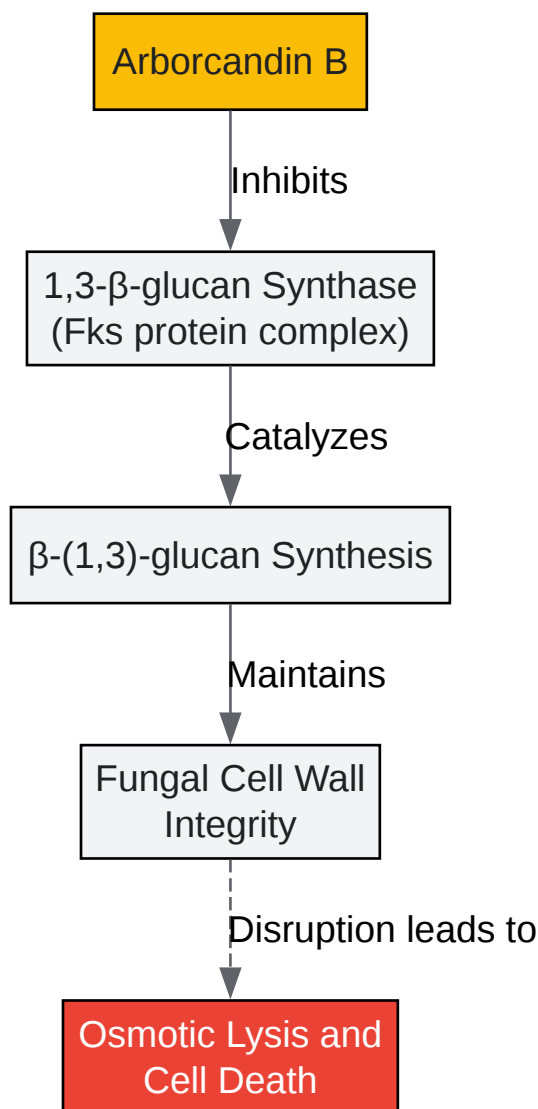 Arborcandin B
Inhibits
1,3-β-glucan Synthase
(Fks protein complex)
Catalyzes
β-(1,3)-glucan Synthesis
Maintains
Fungal Cell Wall
Integrity
Disruption leads to
Osmotic Lysis and
Cell Death